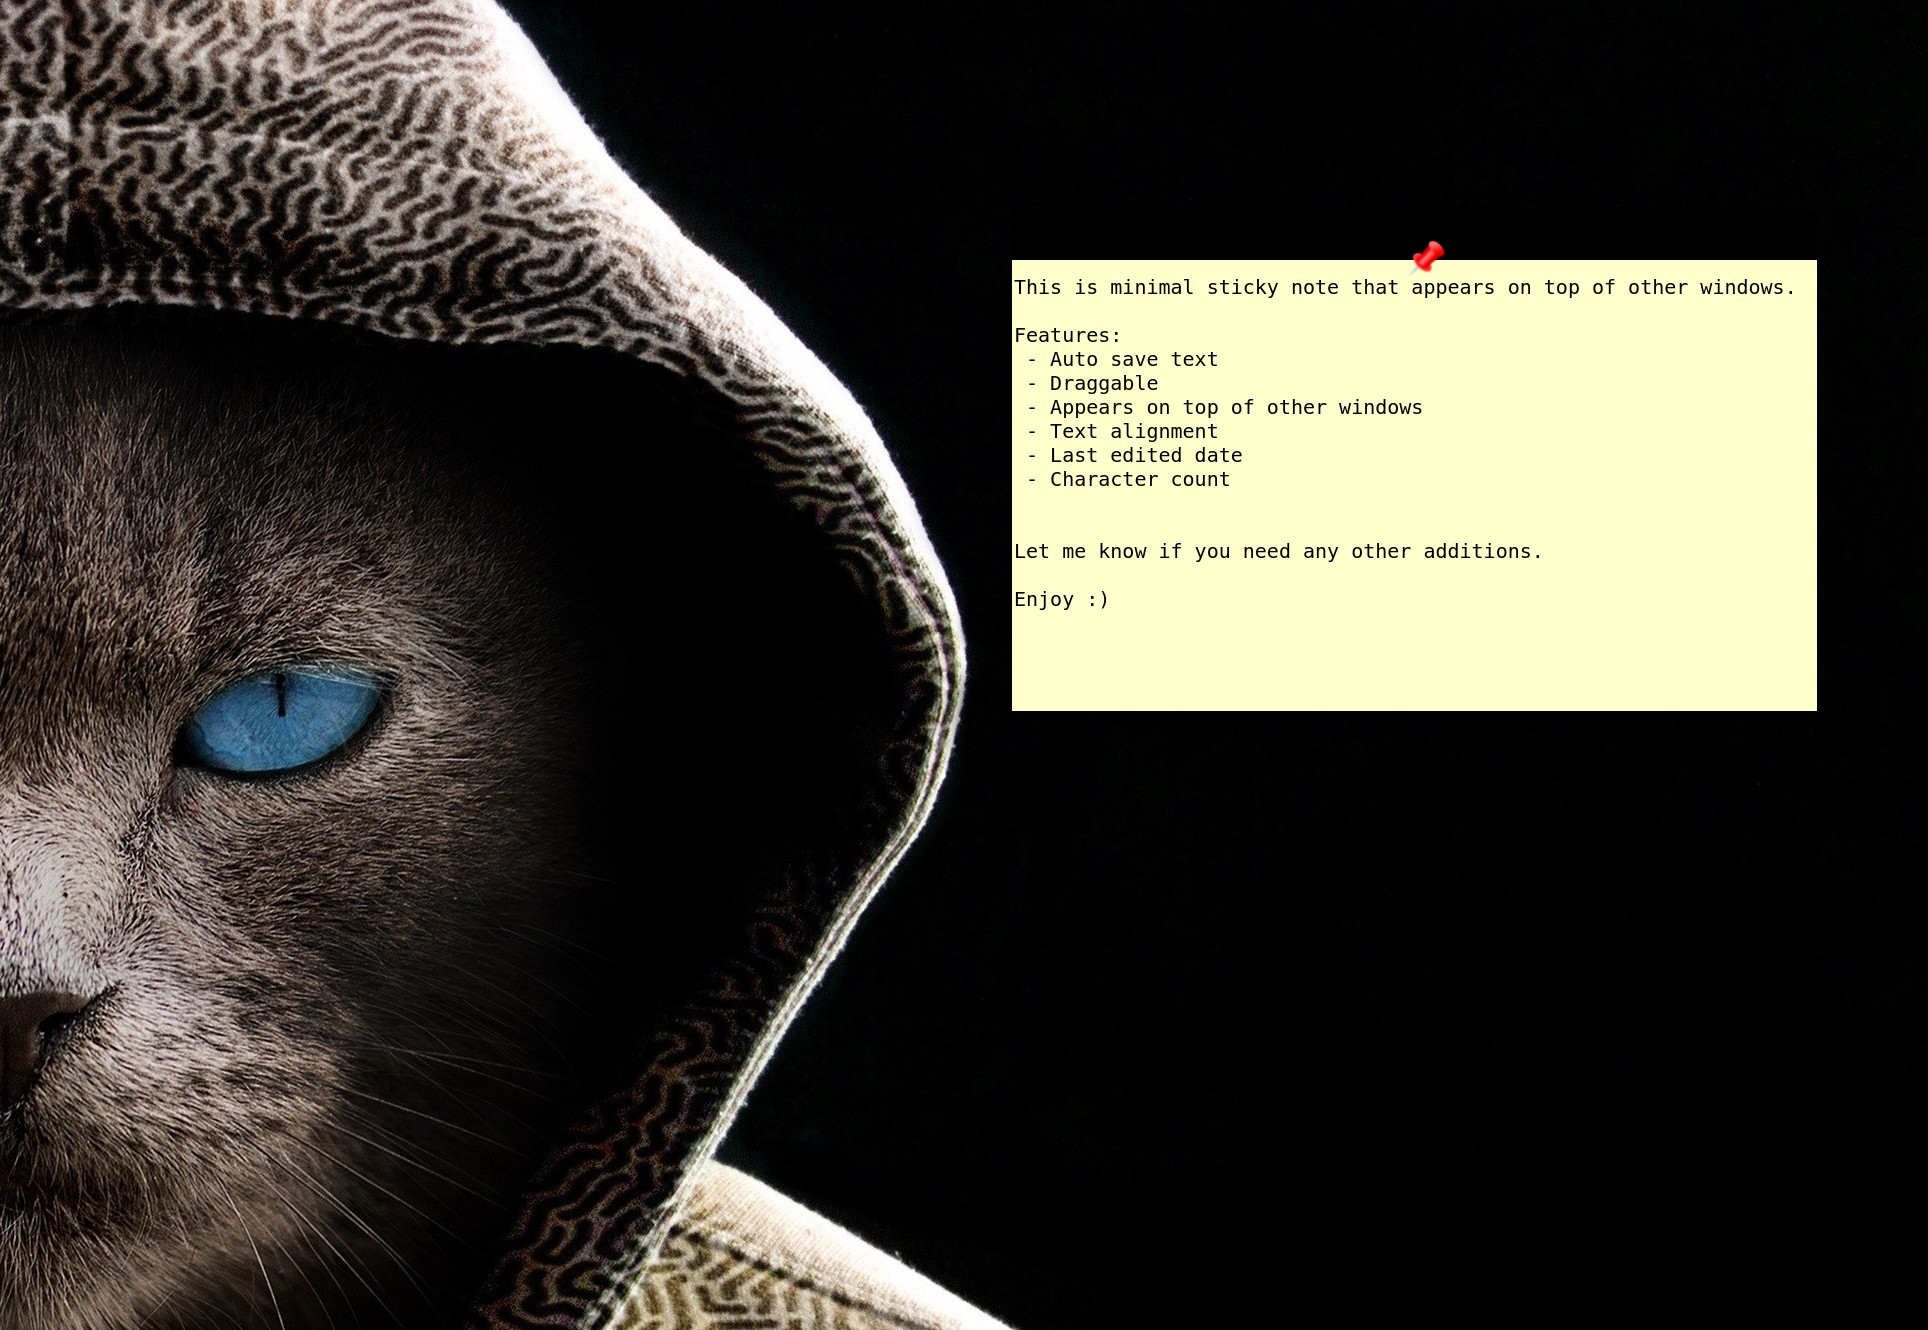 This is minimal sticky note that appears on top of other windows.
Features:
- Auto save text
- Draggable
- Appears on top of other windows
- Text alignment
- Last edited date
- Character count
Let me know if you need any other additions.
Enjoy :)